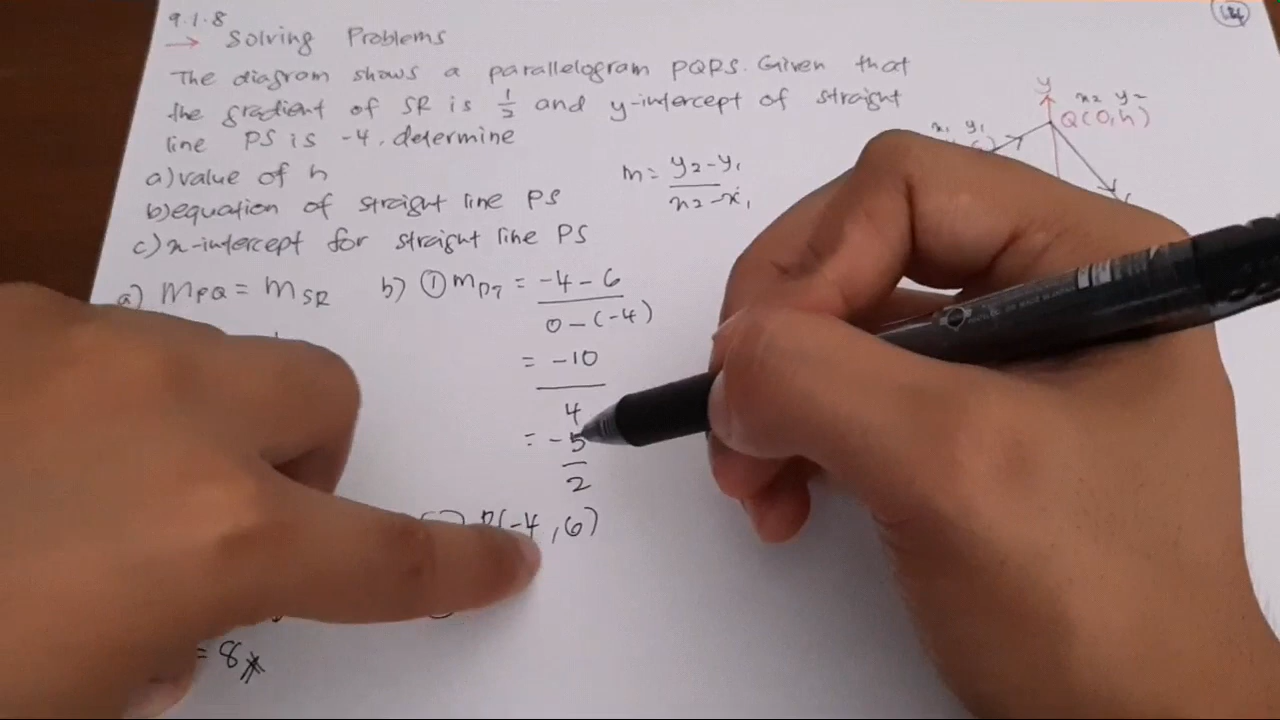 9.1.8
→ Solving Problems
The diagram shows a parallelogram PQRS. Given that
the gradient of SR is 1/2 and y-intercept of straight
line PS is -4, determine
a) value of h
b) equation of straight line PS
c) x-intercept for straight line PS
m = y₂-y₁ / x₂-x₁
y
x₂ y₂
Q(0,h)
x₁ y₁
a) mPQ = mSR
= 8
b) ① mPS = -4-6 / 0-(-4)
= -10 / 4
= -5 / 2
P(-4,6)